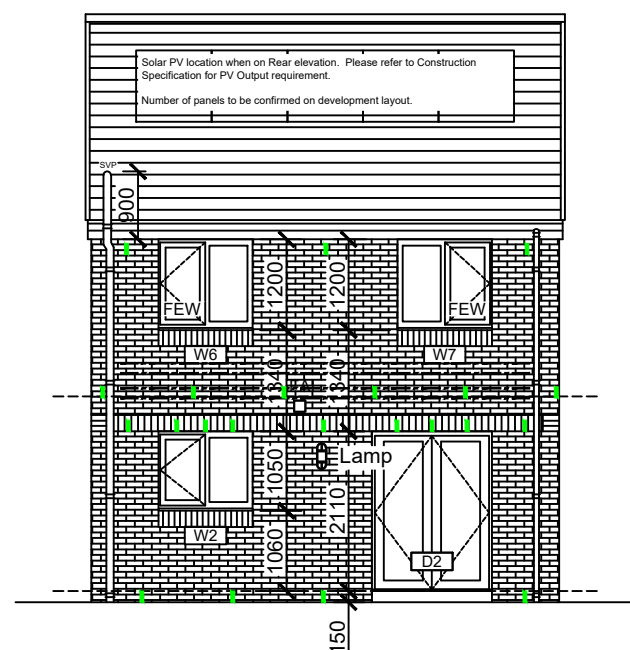 Solar PV location when on Rear elevation. Please refer to Construction
Specification for PV Output requirement.
Number of panels to be confirmed on development layout.
SVP
900
FEW
1200
1200
FEW
W6
W7
1340
1340
Lamp
1050
2110
W2
1060
D2
150